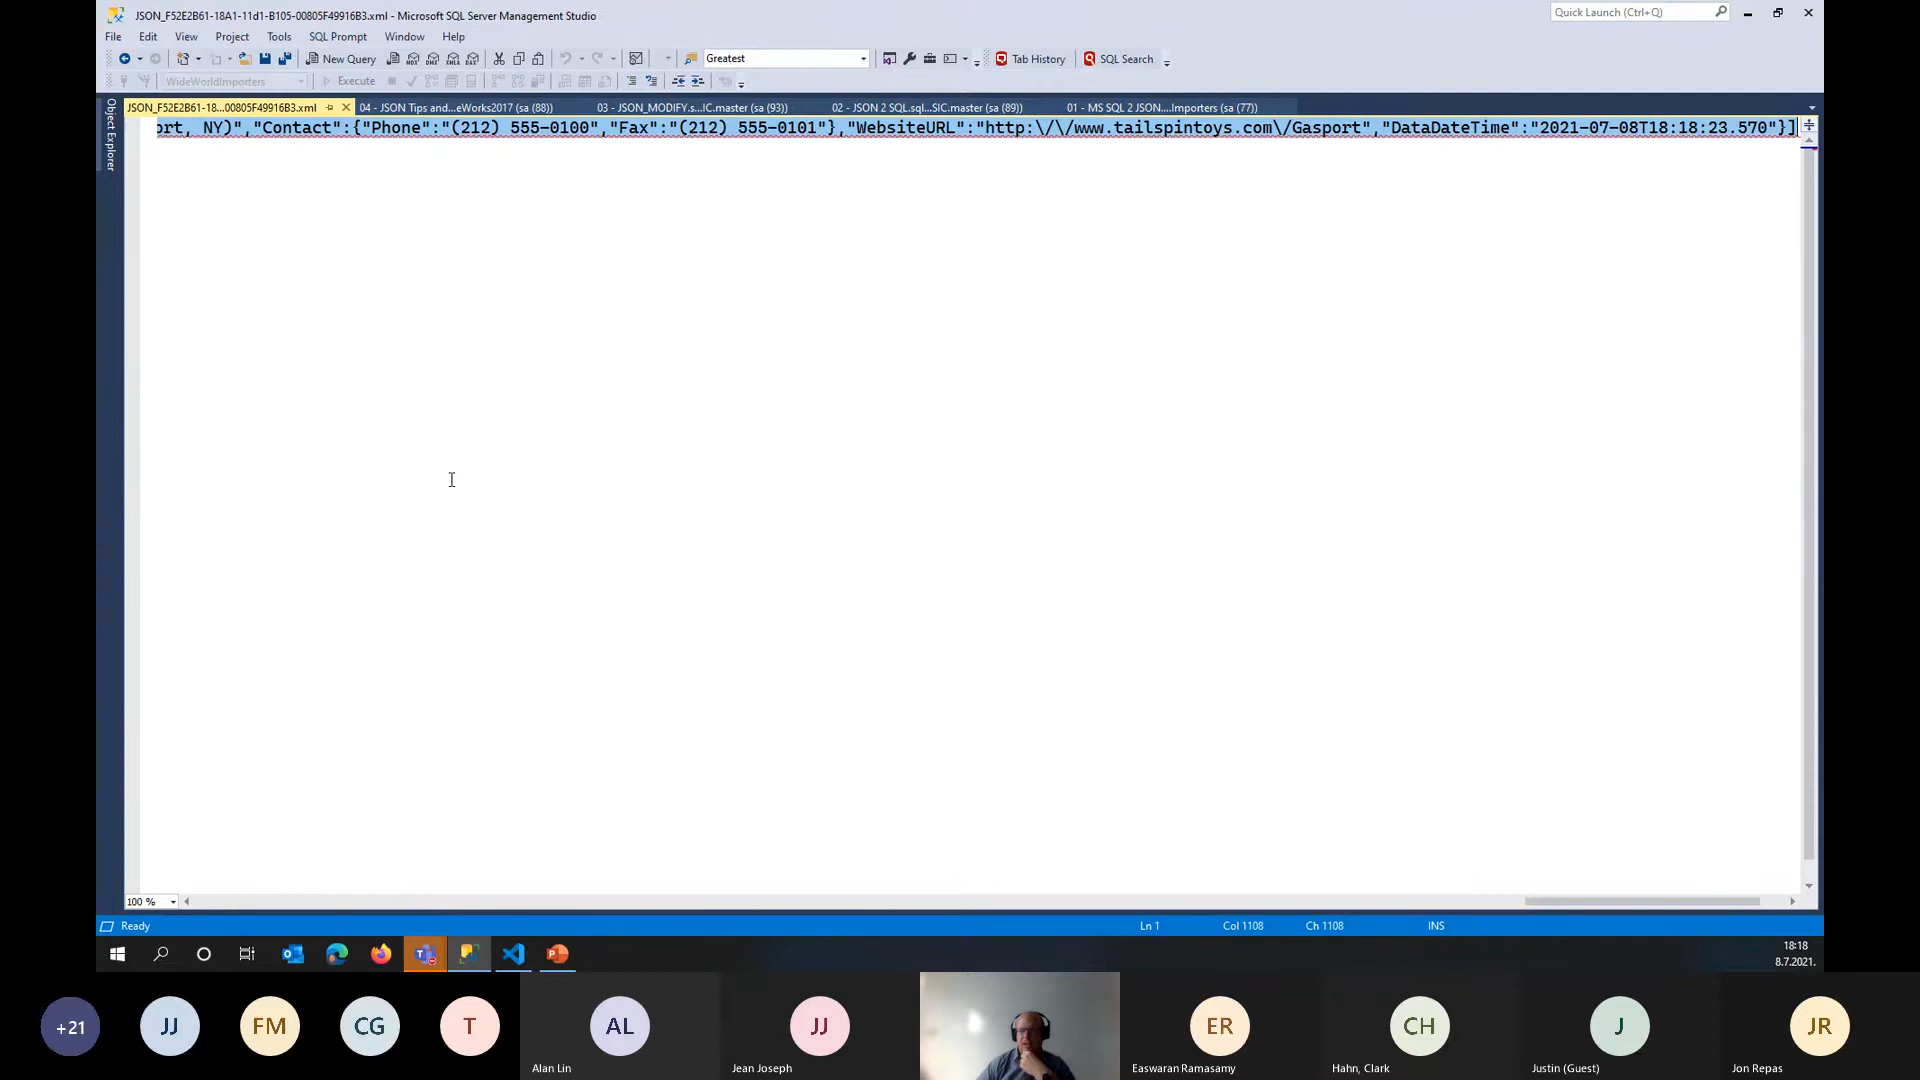 JSON_F52E2B61-18A1-11d1-B105-00805F49916B3.xml - Microsoft SQL Server Management Studio
Quick Launch (Ctrl+Q)
File Edit View Project Tools SQL Prompt Window Help
New Query
Greatest
Tab History
SQL Search
WideWorldImporters
Execute
JSON_F52E2B61-18...00805F49916B3.xml
04 - JSON Tips and...eWorks2017 (sa (88))
03 - JSON_MODIFY.s...IC.master (sa (93))
02 - JSON 2 SQL.sql...SIC.master (sa (89))
01 - MS SQL 2 JSON....Importers (sa (77))
Object Explorer
ort, NY)","Contact":{"Phone":"(212) 555-0100","Fax":"(212) 555-0101"},"WebsiteURL":"http:\/\/www.tailspintoys.com\/Gasport","DataDateTime":"2021-07-08T18:18:23.570"}]
100 %
Ready
Ln 1
Col 1108
Ch 1108
INS
18:18
8.7.2021.
+21
JJ
FM
CG
T
AL
JJ
ER
CH
J
JR
Alan Lin
Jean Joseph
Easwaran Ramasamy
Hahn, Clark
Justin (Guest)
Jon Repas